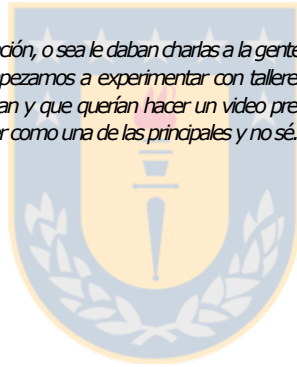 ción, o sea le daban charlas a la gente
pezamos a experimentar con tallere
an y que querían hacer un video pre
er como una de las principales y no sé.